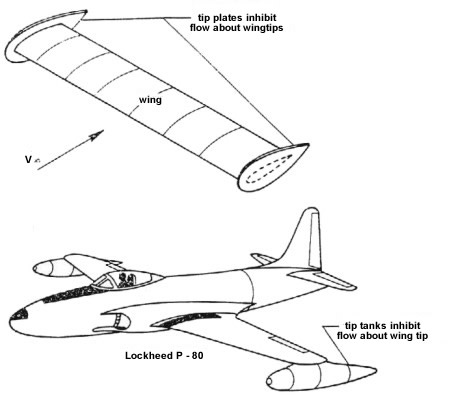 tip plates inhibit
flow about wingtips
wing
V ∞
Lockheed P - 80
tip tanks inhibit
flow about wing tip